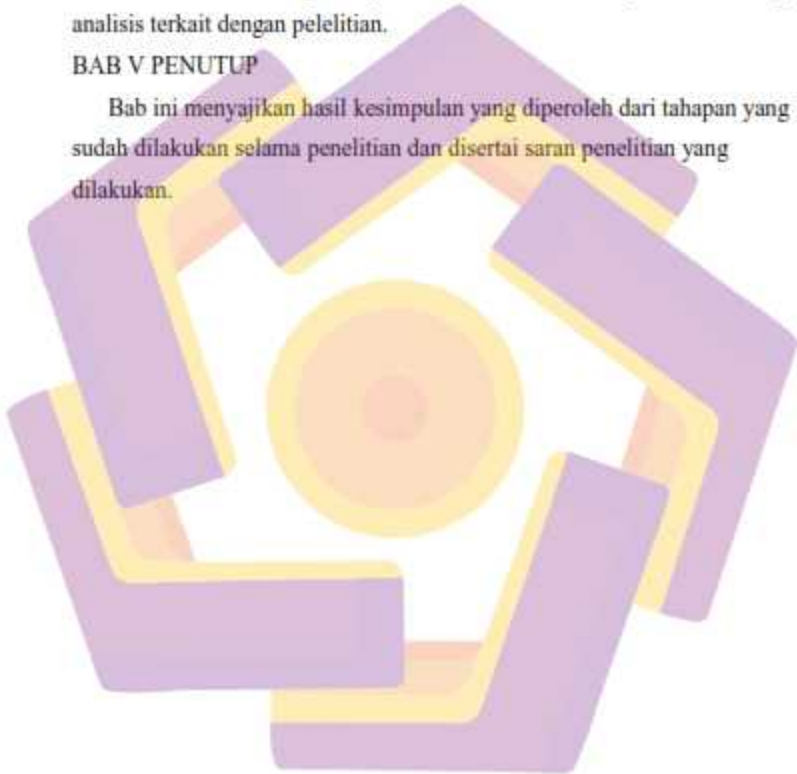 analisis terkait dengan pelelitian.
BAB V PENUTUP
Bab ini menyajikan hasil kesimpulan yang diperoleh dari tahapan yang
sudah dilakukan selama penelitian dan disertai saran penelitian yang
dilakukan.